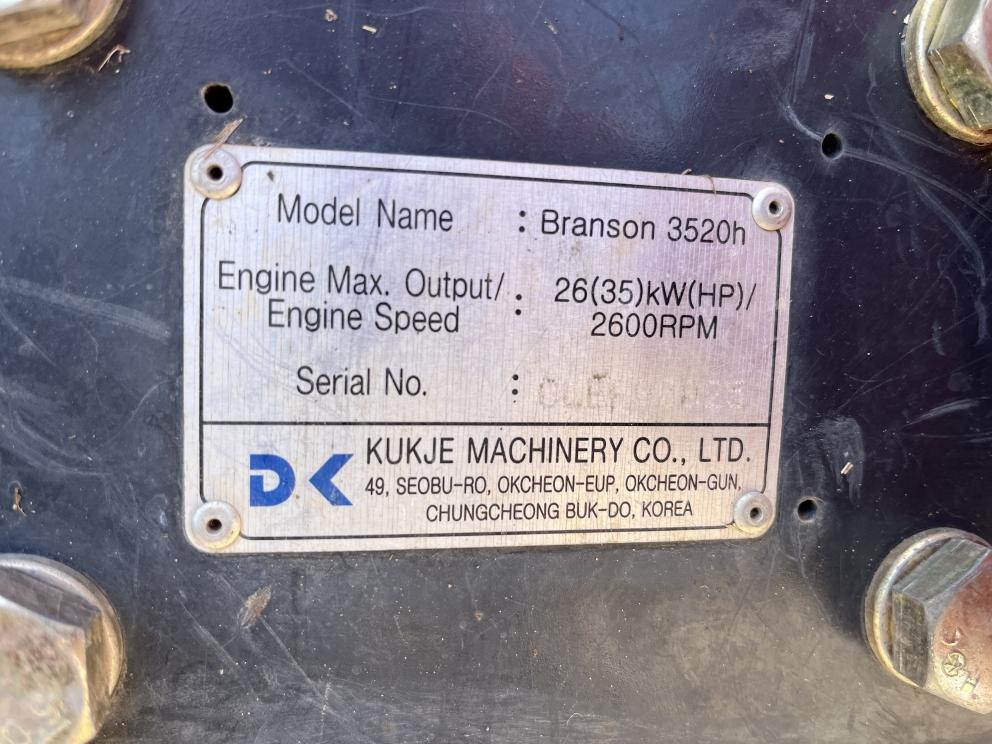 Model Name : Branson 3520h
Engine Max. Output/ : 26(35)kW(HP)/
Engine Speed 2600RPM
Serial No. :
DK KUKJE MACHINERY CO., LTD.
49, SEOBU-RO, OKCHEON-EUP, OKCHEON-GUN,
CHUNGCHEONG BUK-DO, KOREA